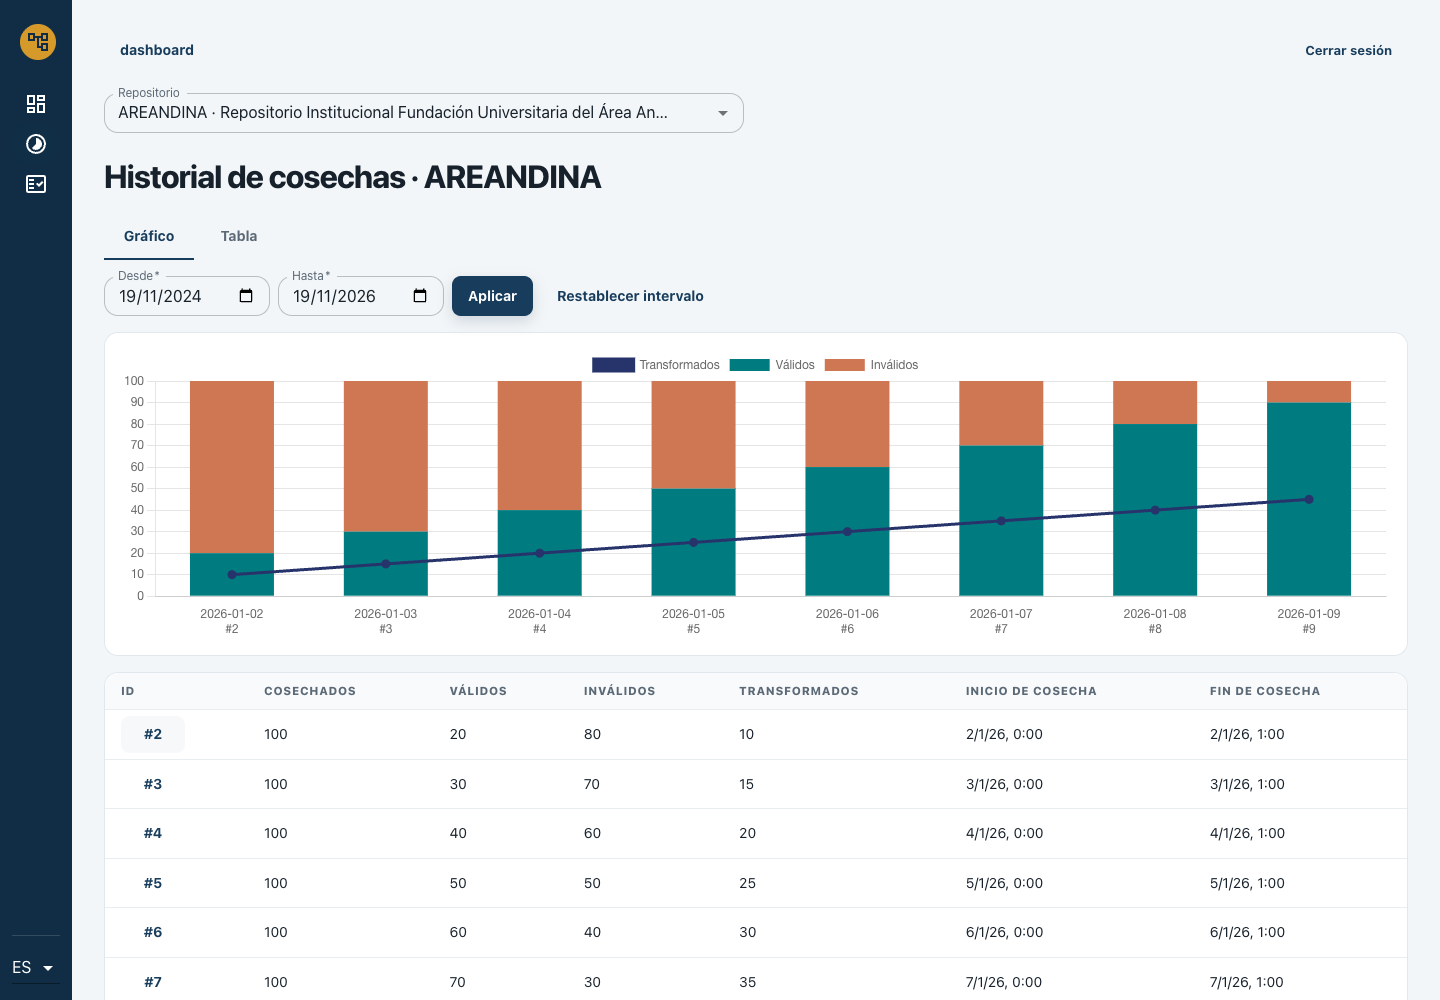 dashboard
Cerrar sesión
Repositorio
AREANDINA · Repositorio Institucional Fundación Universitaria del Área An...
Historial de cosechas · AREANDINA
Gráfico Tabla
Desde* Hasta*
19/11/2024 19/11/2026 Aplicar Restablecer intervalo
Transformados Válidos Inválidos
100
90
80
70
60
50
40
30
20
10
0
2026-01-02 2026-01-03 2026-01-04 2026-01-05 2026-01-06 2026-01-07 2026-01-08 2026-01-09
#2 #3 #4 #5 #6 #7 #8 #9
ID COSECHADOS VÁLIDOS INVÁLIDOS TRANSFORMADOS INICIO DE COSECHA FIN DE COSECHA
#2 100 20 80 10 2/1/26, 0:00 2/1/26, 1:00
#3 100 30 70 15 3/1/26, 0:00 3/1/26, 1:00
#4 100 40 60 20 4/1/26, 0:00 4/1/26, 1:00
#5 100 50 50 25 5/1/26, 0:00 5/1/26, 1:00
#6 100 60 40 30 6/1/26, 0:00 6/1/26, 1:00
#7 100 70 30 35 7/1/26, 0:00 7/1/26, 1:00
ES